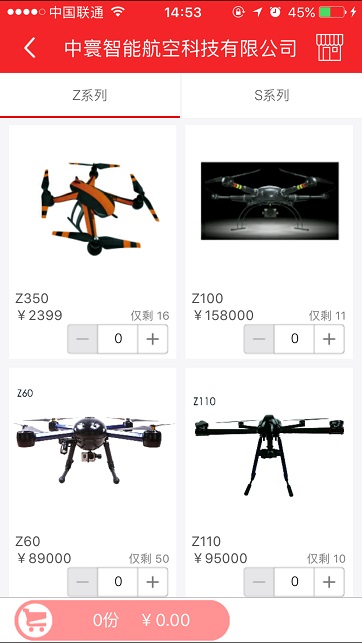 中国联通 14:53 45%
中寰智能航空科技有限公司
Z系列 S系列
Z350 Z100
￥2399 仅剩 16 ￥158000 仅剩 11
— 0 + — 0 +
Z60 Z110
Z60 Z110
￥89000 仅剩 50 ￥95000 仅剩 10
— 0 + — 0 +
0份 ￥0.00